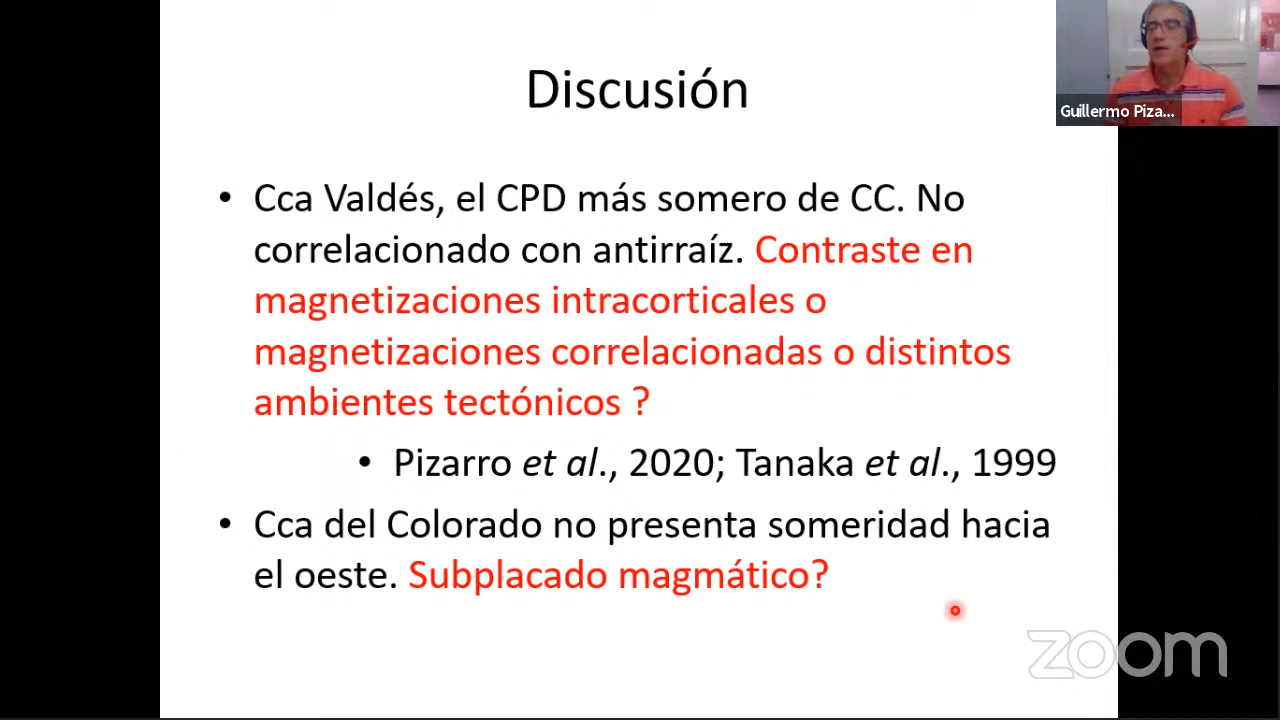 Discusión
Guillermo Piza...
• Cca Valdés, el CPD más somero de CC. No
correlacionado con antirraíz. Contraste en
magnetizaciones intracorticales o
magnetizaciones correlacionadas o distintos
ambientes tectónicos ?
• Pizarro et al., 2020; Tanaka et al., 1999
• Cca del Colorado no presenta someridad hacia
el oeste. Subplacado magmático?
zoom